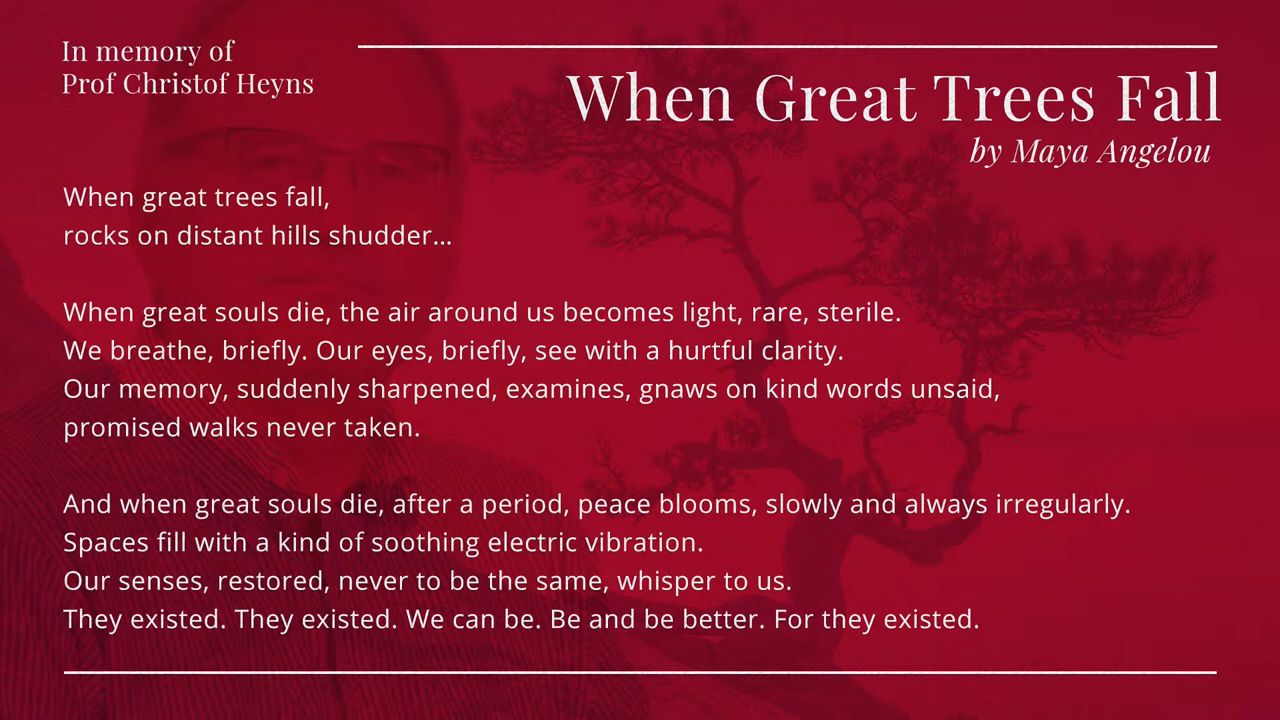 In memory of
Prof Christof Heyns
When Great Trees Fall
by Maya Angelou
When great trees fall,
rocks on distant hills shudder...
When great souls die, the air around us becomes light, rare, sterile.
We breathe, briefly. Our eyes, briefly, see with a hurtful clarity.
Our memory, suddenly sharpened, examines, gnaws on kind words unsaid,
promised walks never taken.
And when great souls die, after a period, peace blooms, slowly and always irregularly.
Spaces fill with a kind of soothing electric vibration.
Our senses, restored, never to be the same, whisper to us.
They existed. They existed. We can be. Be and be better. For they existed.